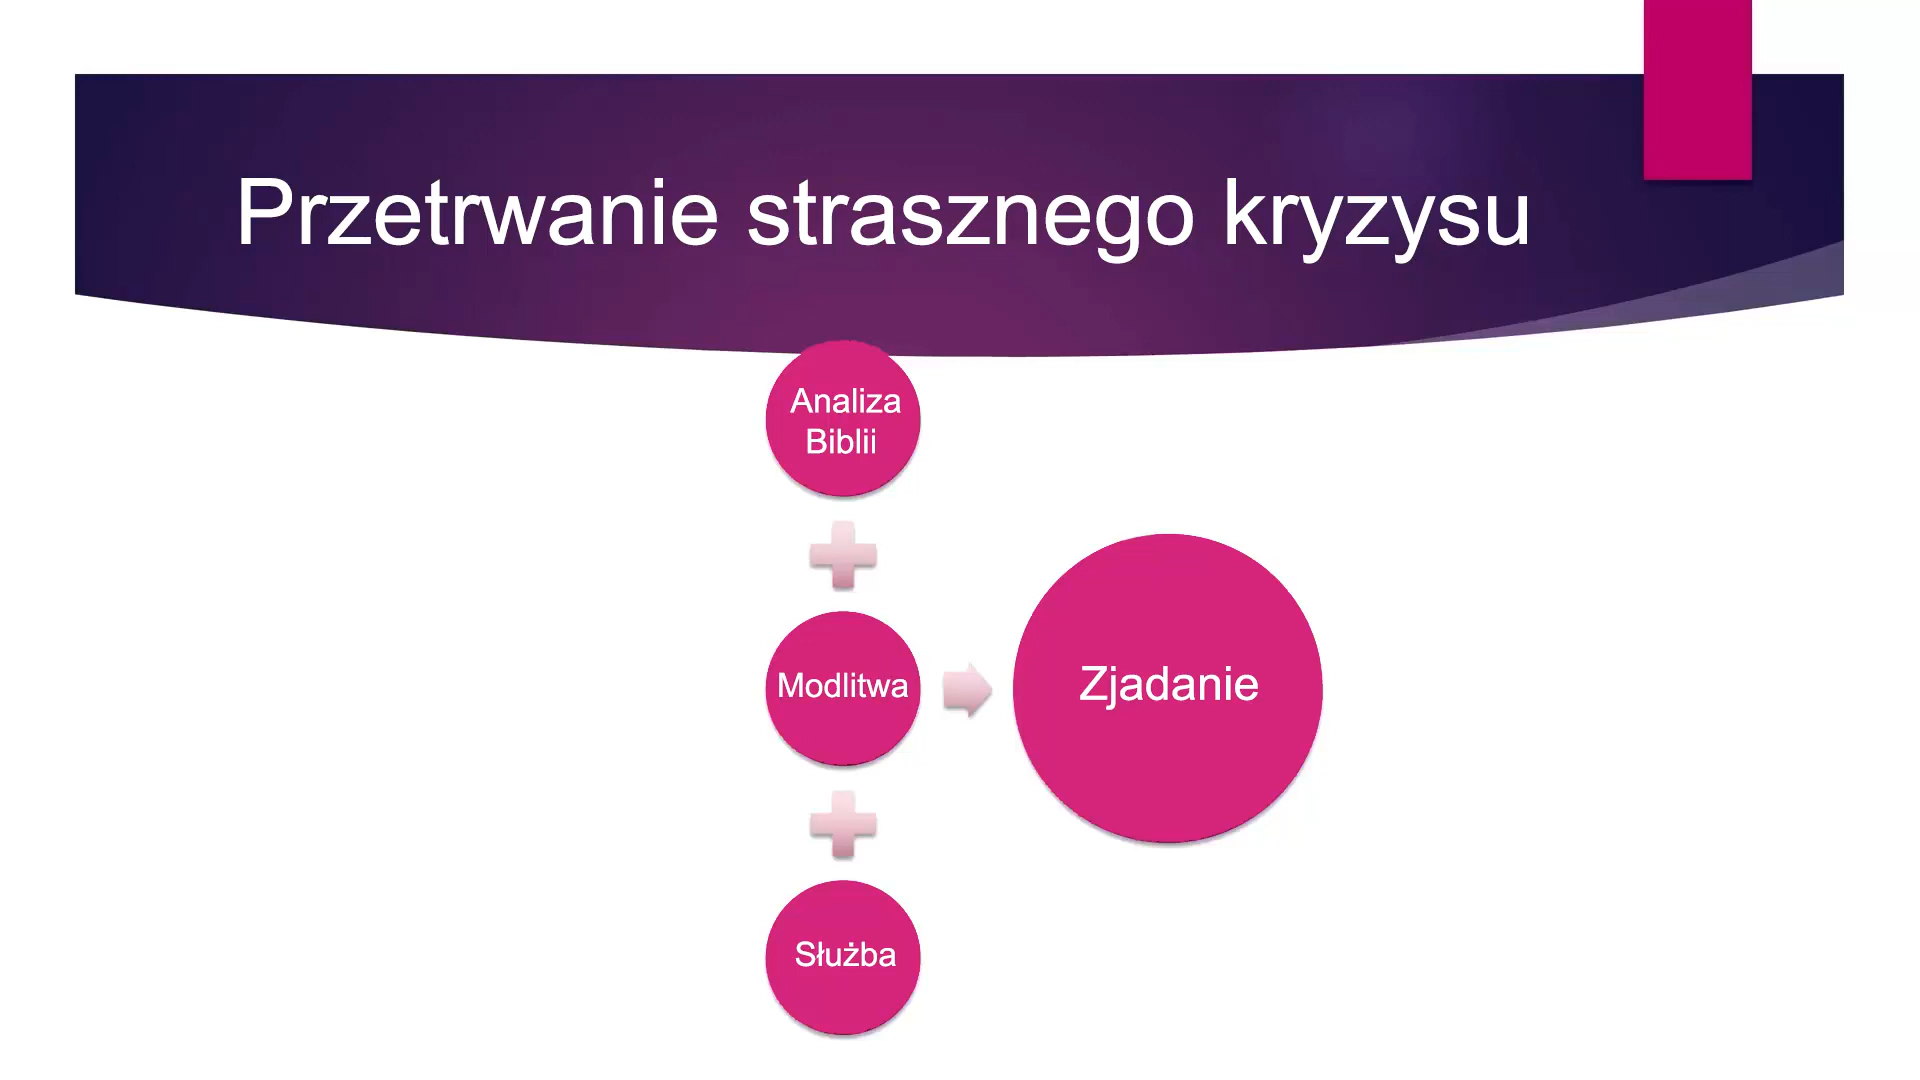 Przetrwanie strasznego kryzysu
Analiza
Biblii
Modlitwa
Zjadanie
Służba